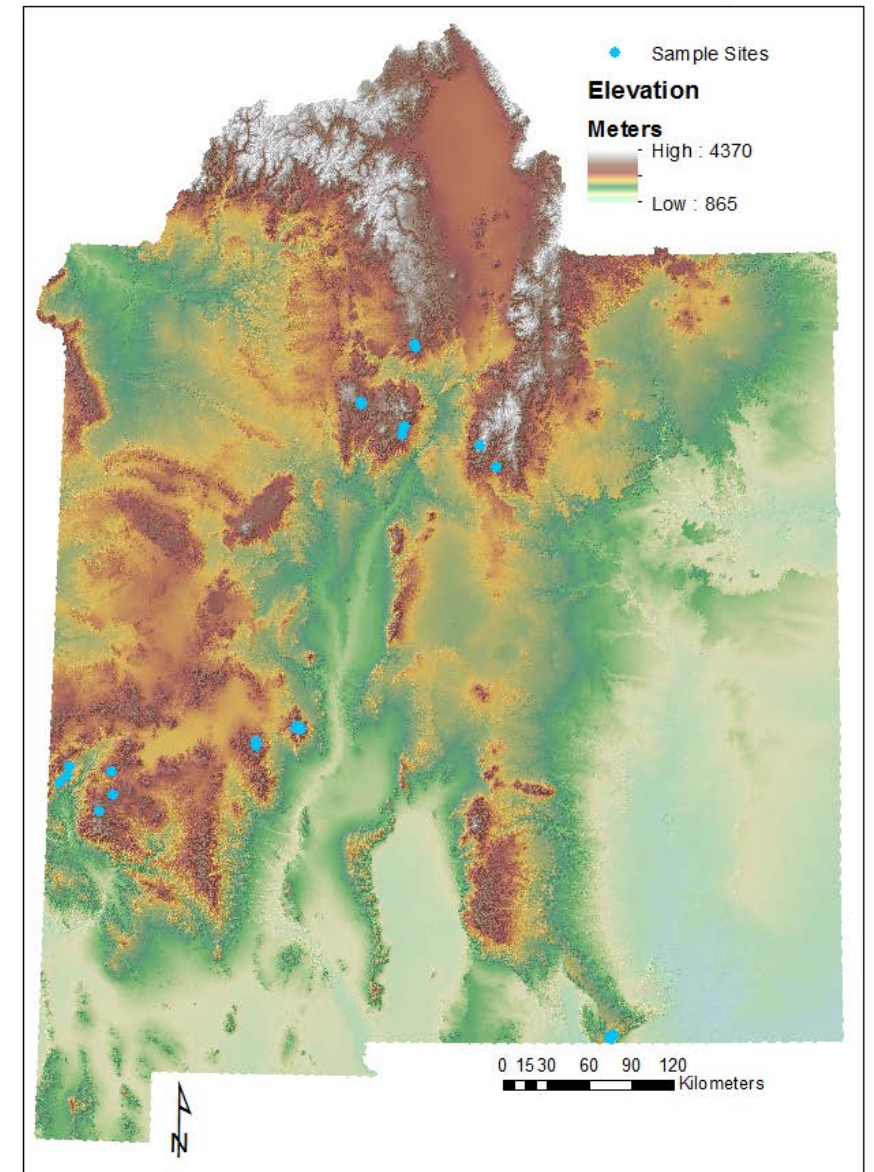 Sample Sites
Elevation
Meters
High : 4370
Low : 865
0 15 30 60 90 120
Kilometers
N